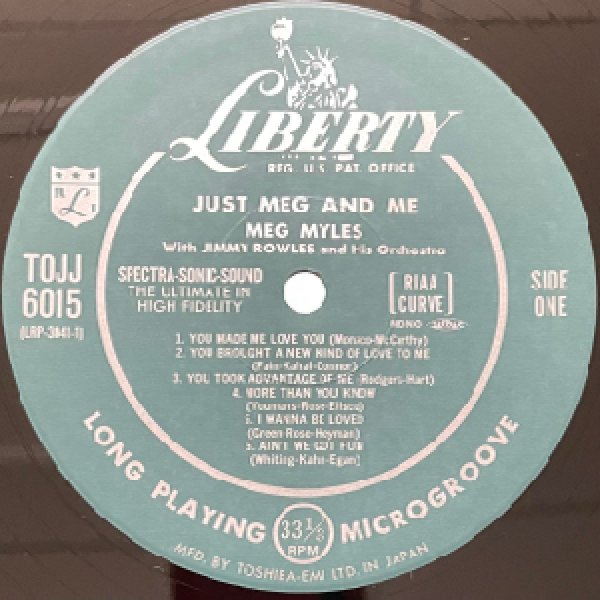 LIBERTY
REG. U.S. PAT. OFFICE
JUST MEG AND ME
MEG MYLES
With JIMMY ROWLES and His Orchestra
L
TOJJ
6015
(LRP-3041-1)
SPECTRA-SONIC-SOUND
THE ULTIMATE IN
HIGH FIDELITY
[RIAA
CURVE]
MONO
SIDE
ONE
1. YOU MADE ME LOVE YOU (Monaco-McCarthy)
2. YOU BROUGHT A NEW KIND OF LOVE TO ME
(Fain-Kahal-Connor)
3. YOU TOOK ADVANTAGE OF ME (Rodgers-Hart)
4. MORE THAN YOU KNOW
(Youmans-Rose-Eliscu)
5. I WANNA BE LOVED
(Green-Rose-Heyman)
6. AIN'T WE GOT FUN
(Whiting-Kahn-Egan)
LONG PLAYING 33⅓ RPM MICROGROOVE
MFD. BY TOSHIBA-EMI LTD. IN JAPAN